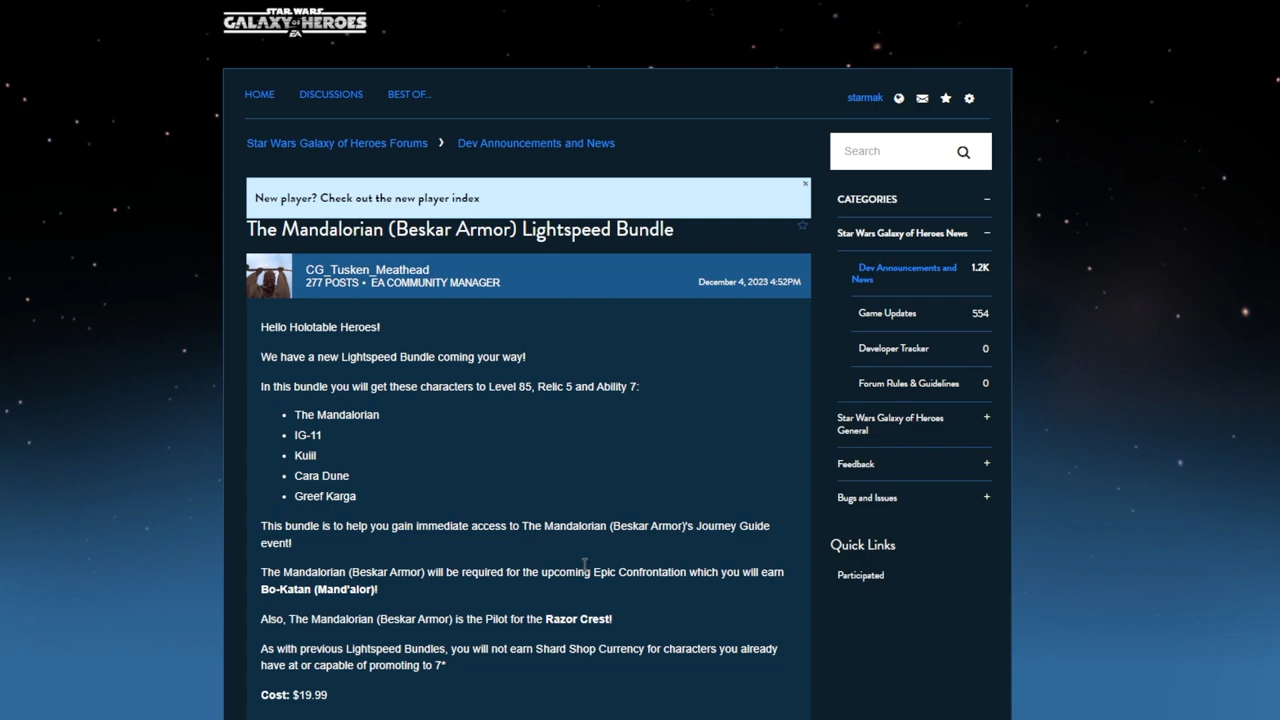 STAR WARS
GALAXY OF HEROES
EA
HOME DISCUSSIONS BEST OF...
starmak
Star Wars Galaxy of Heroes Forums › Dev Announcements and News
Search
New player? Check out the new player index
×
The Mandalorian (Beskar Armor) Lightspeed Bundle
CG_Tusken_Meathead
277 POSTS • EA COMMUNITY MANAGER
December 4, 2023 4:52PM
Hello Holotable Heroes!
We have a new Lightspeed Bundle coming your way!
In this bundle you will get these characters to Level 85, Relic 5 and Ability 7:
• The Mandalorian
• IG-11
• Kuiil
• Cara Dune
• Greef Karga
This bundle is to help you gain immediate access to The Mandalorian (Beskar Armor)'s Journey Guide
event!
The Mandalorian (Beskar Armor) will be required for the upcoming Epic Confrontation which you will earn
Bo-Katan (Mand'alor)!
Also, The Mandalorian (Beskar Armor) is the Pilot for the Razor Crest!
As with previous Lightspeed Bundles, you will not earn Shard Shop Currency for characters you already
have at or capable of promoting to 7*
Cost: $19.99
CATEGORIES –
Star Wars Galaxy of Heroes News –
Dev Announcements and 1.2K
News
Game Updates 554
Developer Tracker 0
Forum Rules & Guidelines 0
Star Wars Galaxy of Heroes +
General
Feedback +
Bugs and Issues +
Quick Links
Participated